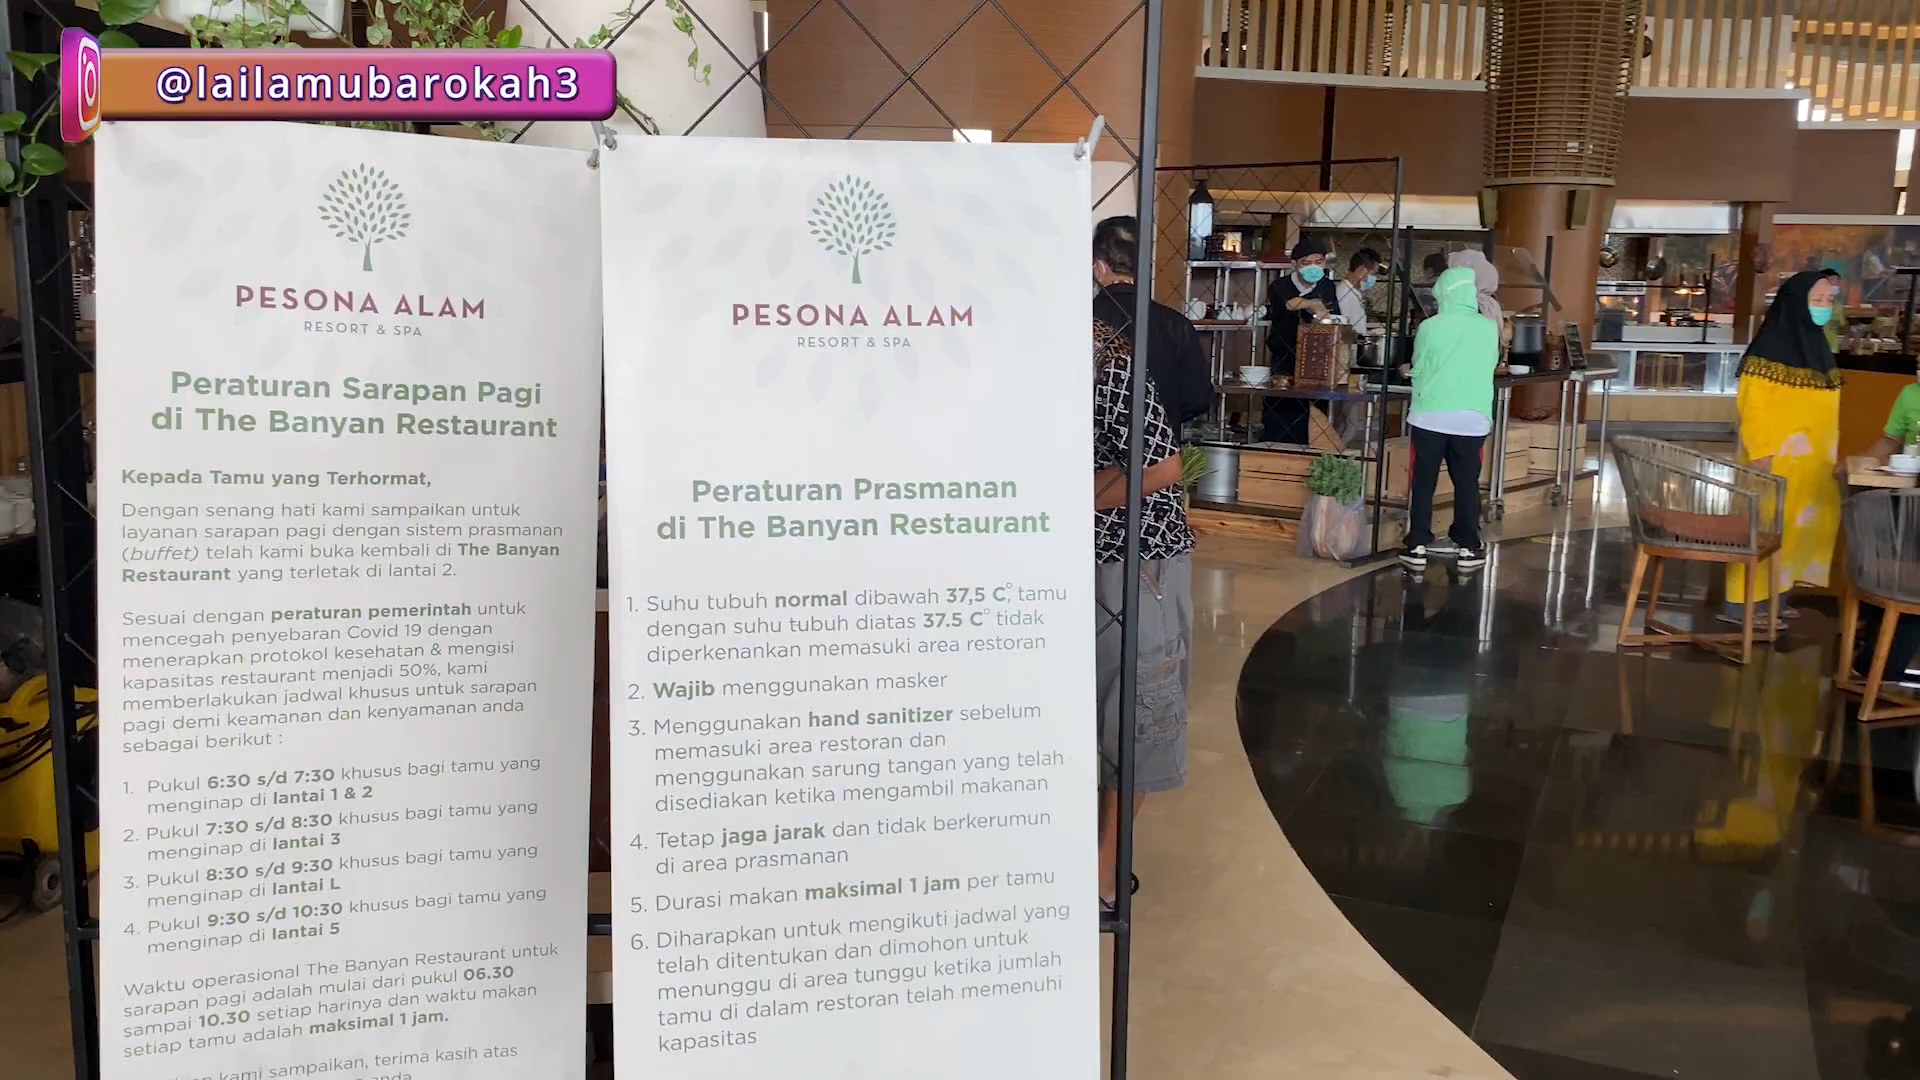 @lailamubarokah3
PESONA ALAM
RESORT & SPA
Peraturan Sarapan Pagi
di The Banyan Restaurant
Kepada Tamu yang Terhormat,
Dengan senang hati kami sampaikan untuk
layanan sarapan pagi dengan sistem prasmanan
(buffet) telah kami buka kembali di The Banyan
Restaurant yang terletak di lantai 2.
Sesuai dengan peraturan pemerintah untuk
mencegah penyebaran Covid 19 dengan
menerapkan protokol kesehatan & mengisi
kapasitas restaurant menjadi 50%, kami
memberlakukan jadwal khusus untuk sarapan
pagi demi keamanan dan kenyamanan anda
sebagai berikut :
1. Pukul 6:30 s/d 7:30 khusus bagi tamu yang
menginap di lantai 1 & 2
2. Pukul 7:30 s/d 8:30 khusus bagi tamu yang
menginap di lantai 3
3. Pukul 8:30 s/d 9:30 khusus bagi tamu yang
menginap di lantai L
4. Pukul 9:30 s/d 10:30 khusus bagi tamu yang
menginap di lantai 5
Waktu operasional The Banyan Restaurant untuk
sarapan pagi adalah mulai dari pukul 06.30
sampai 10.30 setiap harinya dan waktu makan
setiap tamu adalah maksimal 1 jam.
kami sampaikan, terima kasih atas
PESONA ALAM
RESORT & SPA
Peraturan Prasmanan
di The Banyan Restaurant
1. Suhu tubuh normal dibawah 37,5 C°, tamu
dengan suhu tubuh diatas 37.5 C° tidak
diperkenankan memasuki area restoran
2. Wajib menggunakan masker
3. Menggunakan hand sanitizer sebelum
memasuki area restoran dan
menggunakan sarung tangan yang telah
disediakan ketika mengambil makanan
4. Tetap jaga jarak dan tidak berkerumun
di area prasmanan
5. Durasi makan maksimal 1 jam per tamu
6. Diharapkan untuk mengikuti jadwal yang
telah ditentukan dan dimohon untuk
menunggu di area tunggu ketika jumlah
tamu di dalam restoran telah memenuhi
kapasitas